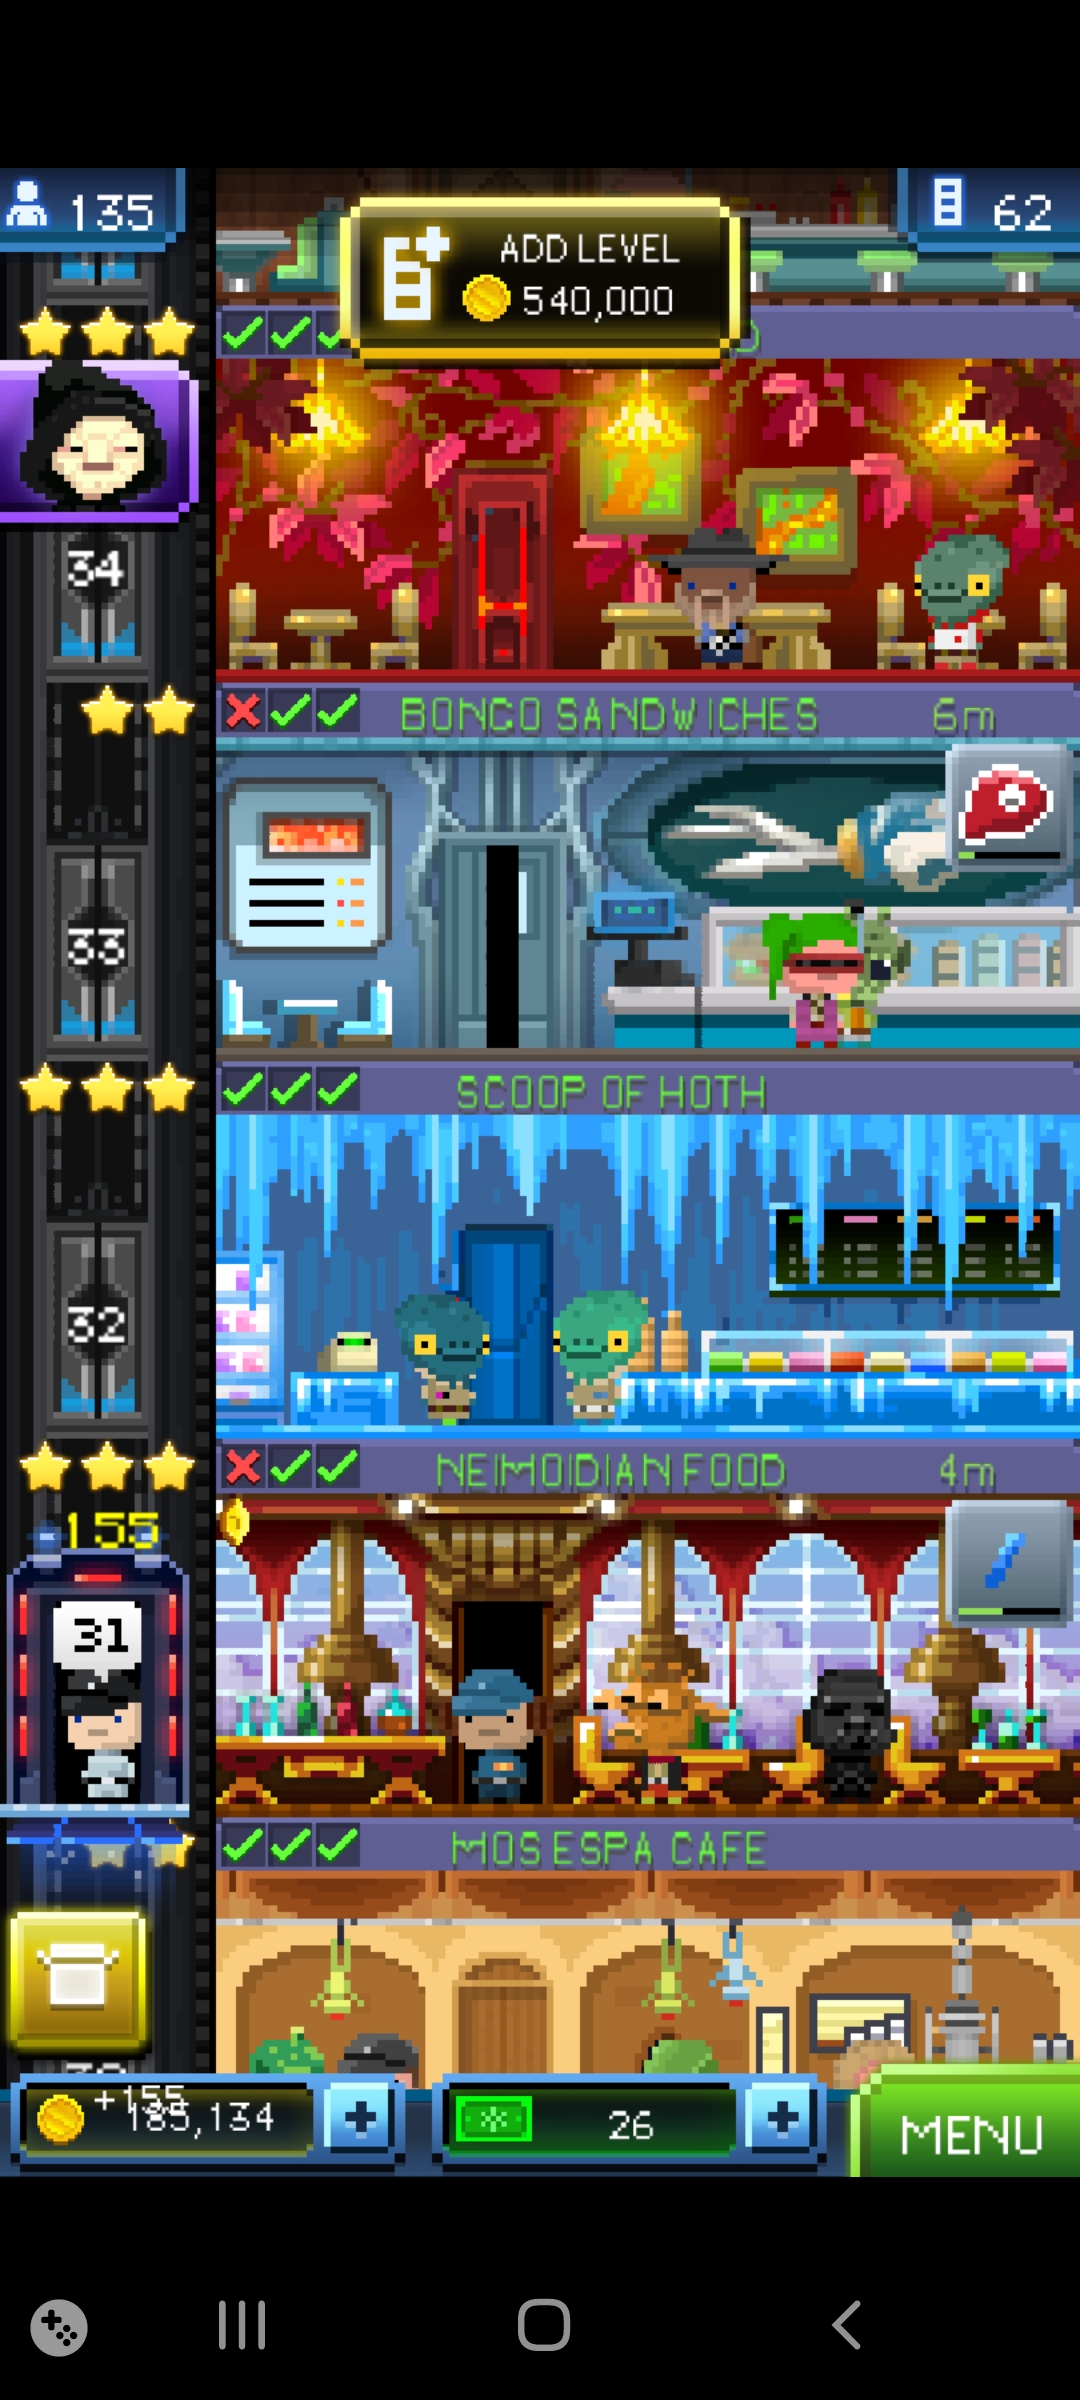 135
ADD LEVEL
540,000
62
34
BONGO SANDWICHES 6m
33
SCOOP OF HOTH
32
NEIMOIDIAN FOOD 4m
155
31
MOS ESPA CAFE
+155
185,134
26
MENU